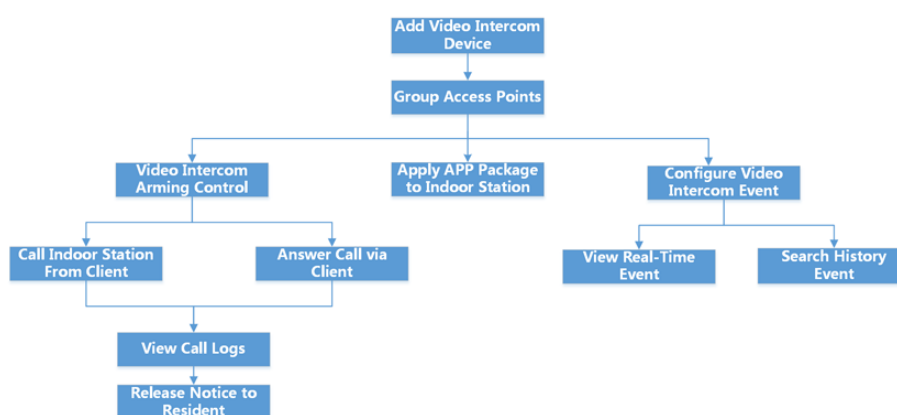 Add Video Intercom
Device
Group Access Points
Video Intercom
Arming Control
Apply APP Package
to Indoor Station
Configure Video
Intercom Event
Call Indoor Station
From Client
Answer Call via
Client
View Real-Time
Event
Search History
Event
View Call Logs
Release Notice to
Resident